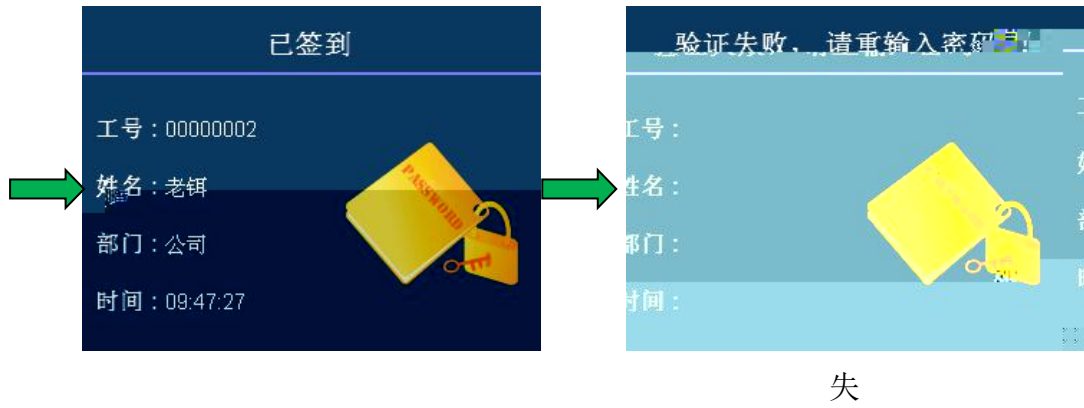 已签到
工号：00000002
姓名：老铒
部门：公司
时间：09:47:27
PASSWORD
验证失败，请重输入密码
工号：
姓名：
部门：
时间：
失